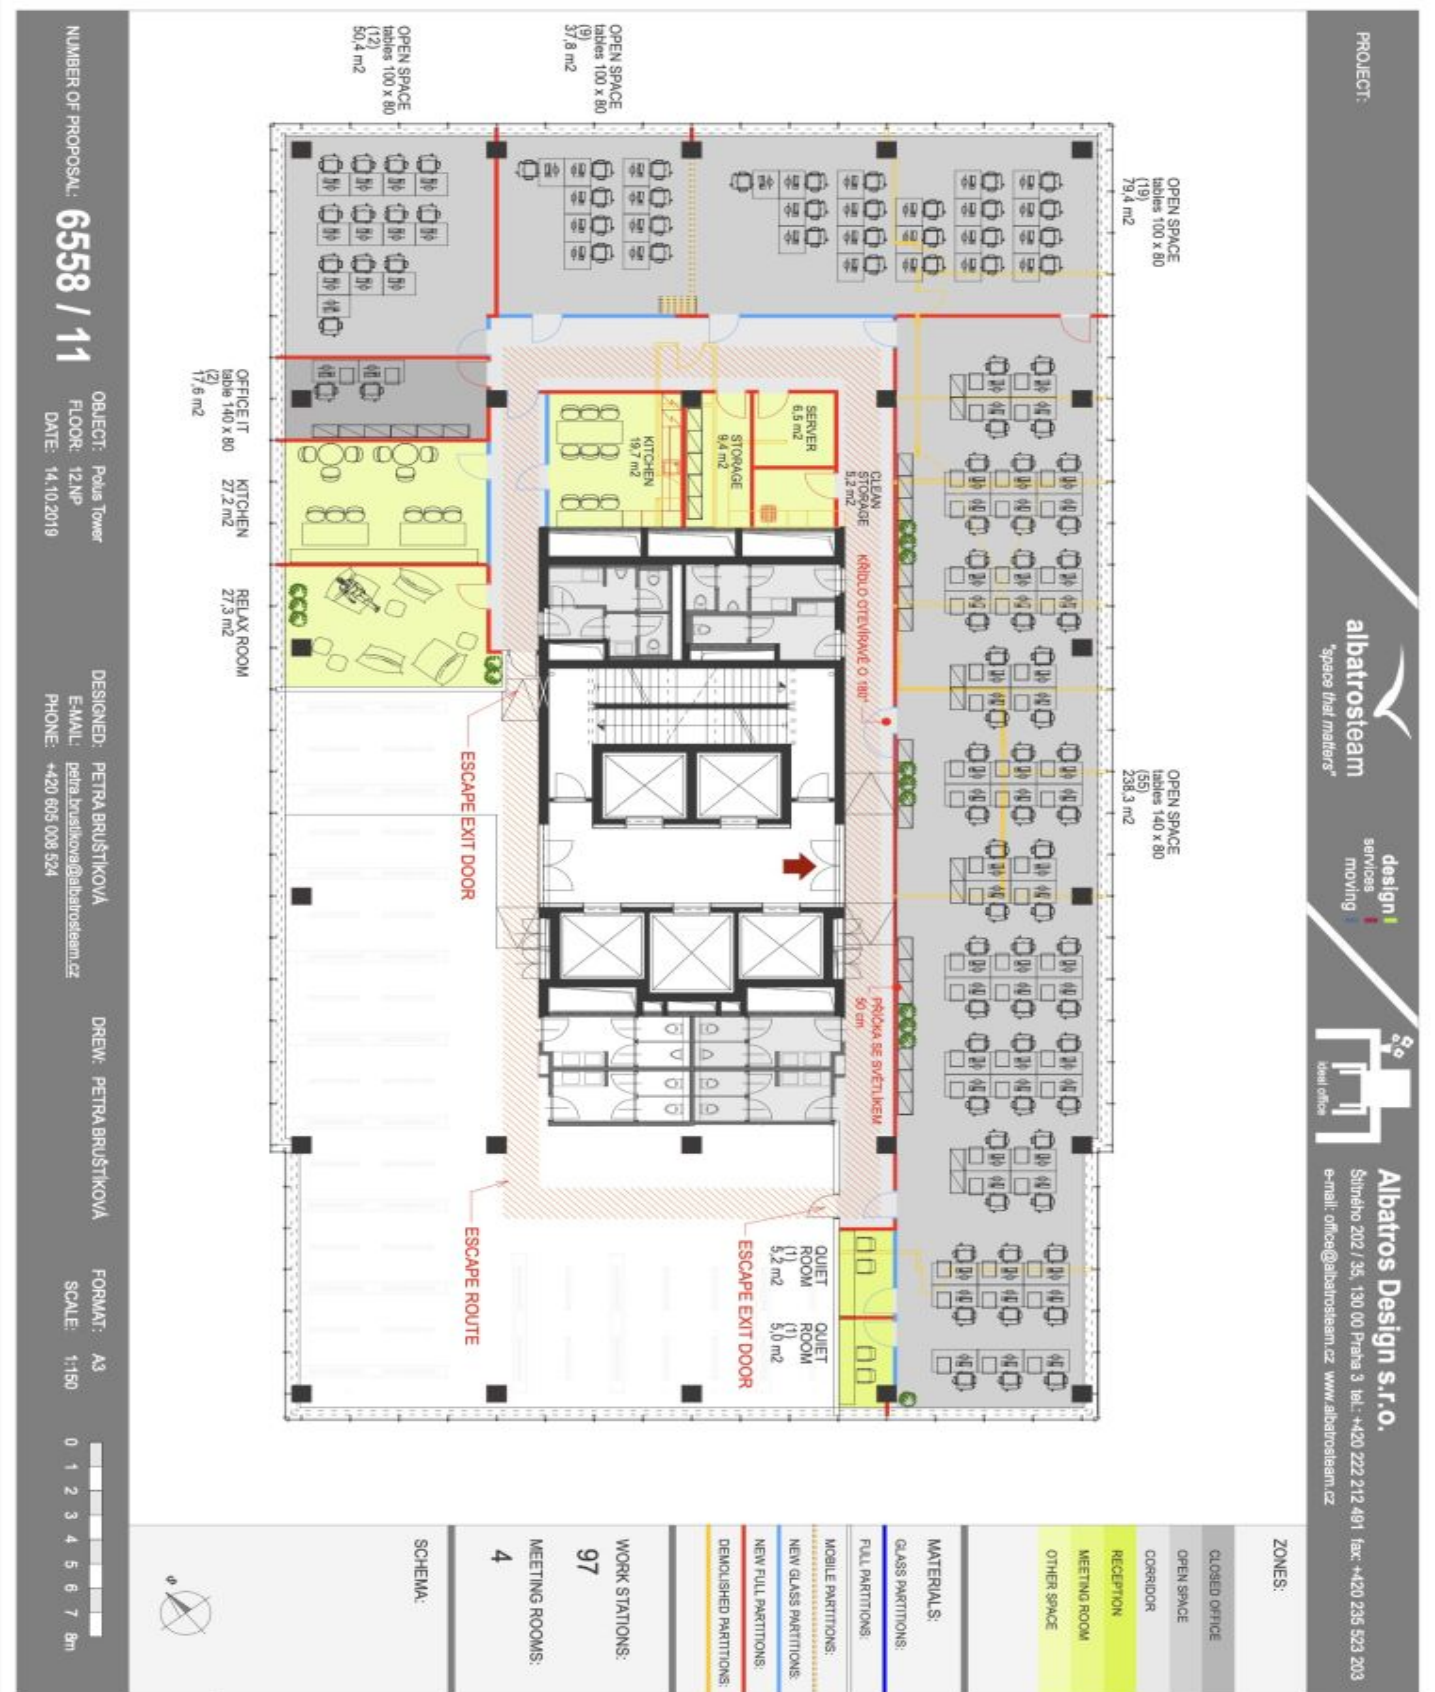 PROJECT:
albatrosteam
"space that matters"
design
services
moving
ideal office
Albatros Design s.r.o.
Štítného 202 / 35, 130 00 Praha 3 tel.: +420 222 212 491 fax: +420 235 523 203
e-mail: office@albatrosteam.cz www.albatrosteam.cz
OPEN SPACE
tables 100 x 80
(19)
79,4 m2
OPEN SPACE
tables 140 x 80
(55)
238,3 m2
OPEN SPACE
tables 100 x 80
(9)
37,8 m2
OPEN SPACE
tables 100 x 80
(12)
50,4 m2
SERVER
6,5 m2
CLEAN
STORAGE
5,2 m2
STORAGE
9,4 m2
KITCHEN
19,7 m2
KŘÍDLO OTEVÍRAVÉ O 180°
PŘÍČKA SE SVĚTLÍKEM
50 cm
QUIET
ROOM
(1)
5,2 m2
QUIET
ROOM
(1)
5,0 m2
ESCAPE EXIT DOOR
ESCAPE EXIT DOOR
ESCAPE ROUTE
OFFICE IT
table 140 x 80
(2)
17,6 m2
KITCHEN
27,2 m2
RELAX ROOM
27,3 m2
ZONES:
CLOSED OFFICE
OPEN SPACE
CORRIDOR
RECEPTION
MEETING ROOM
OTHER SPACE
MATERIALS:
GLASS PARTITIONS:
FULL PARTITIONS:
MOBILE PARTITIONS:
NEW GLASS PARTITIONS:
NEW FULL PARTITIONS:
DEMOLISHED PARTITIONS:
WORK STATIONS:
97
MEETING ROOMS:
4
SCHEMA:
S
NUMBER OF PROPOSAL: 6558 / 11
OBJECT: Polus Tower
FLOOR: 12.NP
DATE: 14.10.2019
DESIGNED: PETRA BRUŠTÍKOVÁ
E-MAIL: petra.brustikova@albatrosteam.cz
PHONE: +420 605 008 524
DREW: PETRA BRUŠTÍKOVÁ
FORMAT: A3
SCALE: 1:150
0 1 2 3 4 5 6 7 8m